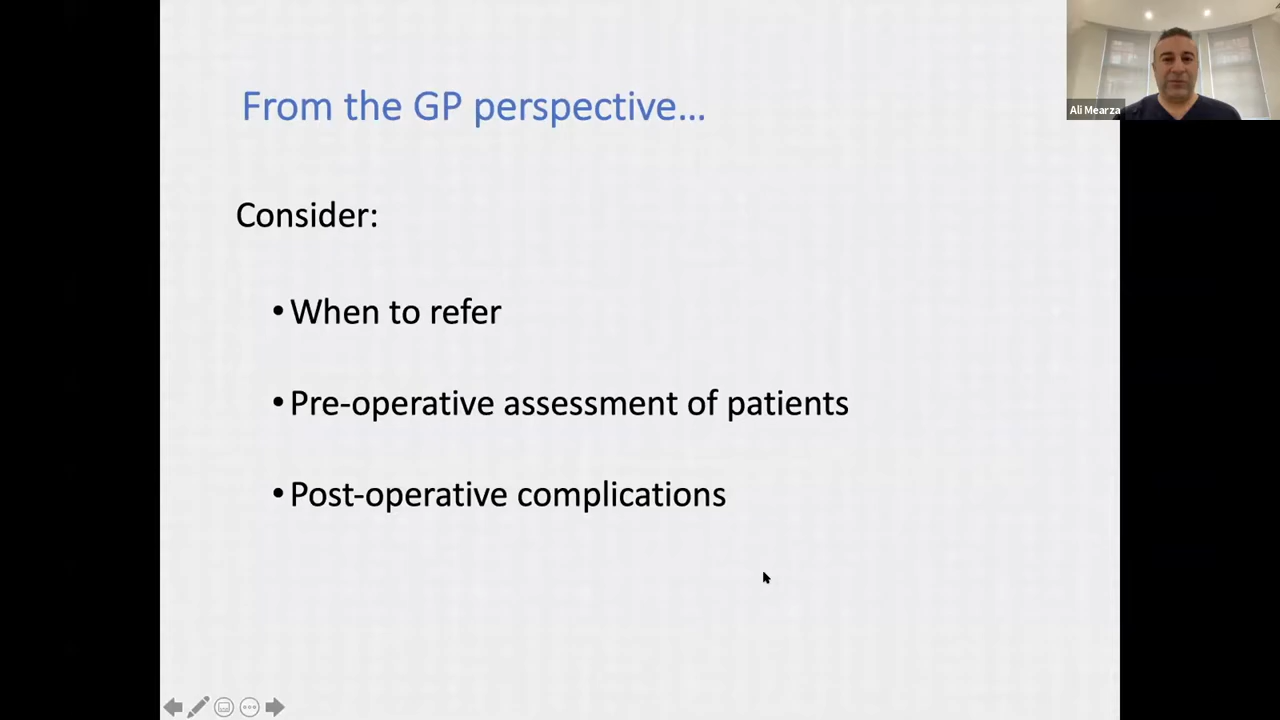 From the GP perspective...
Ali Mearza
Consider:
• When to refer
• Pre-operative assessment of patients
• Post-operative complications